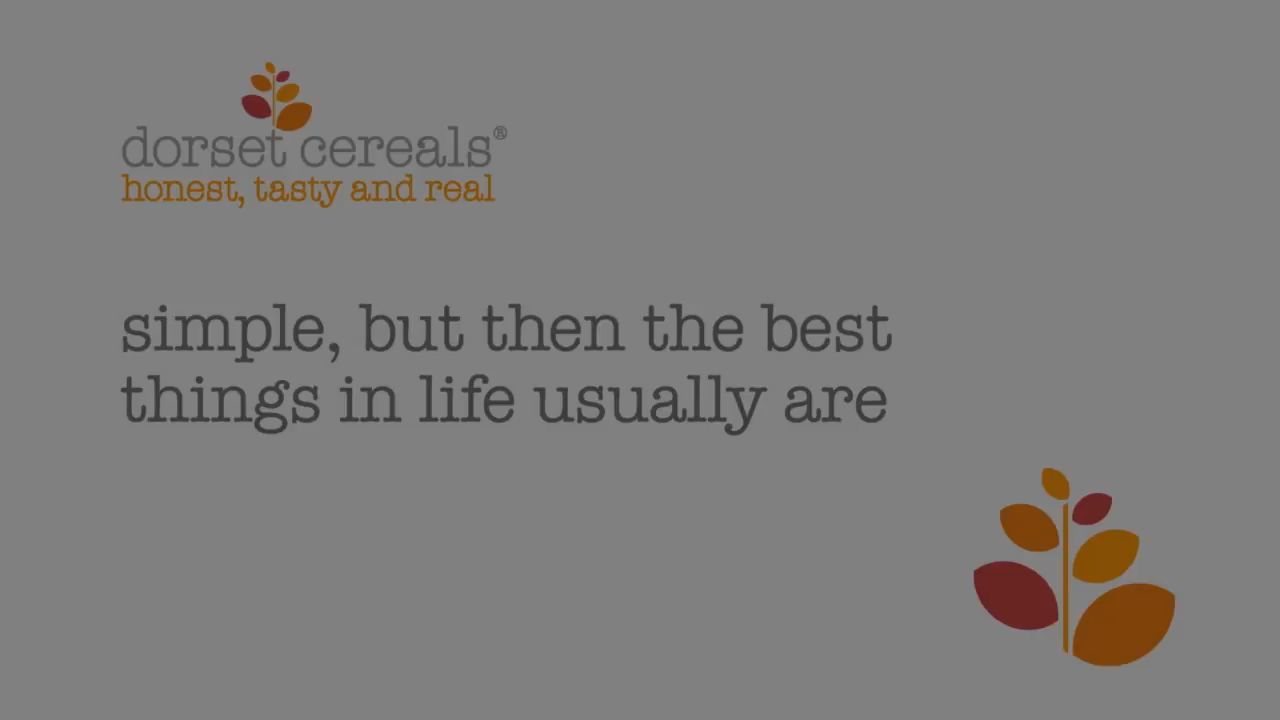 dorset cereals®
honest, tasty and real
simple, but then the best
things in life usually are